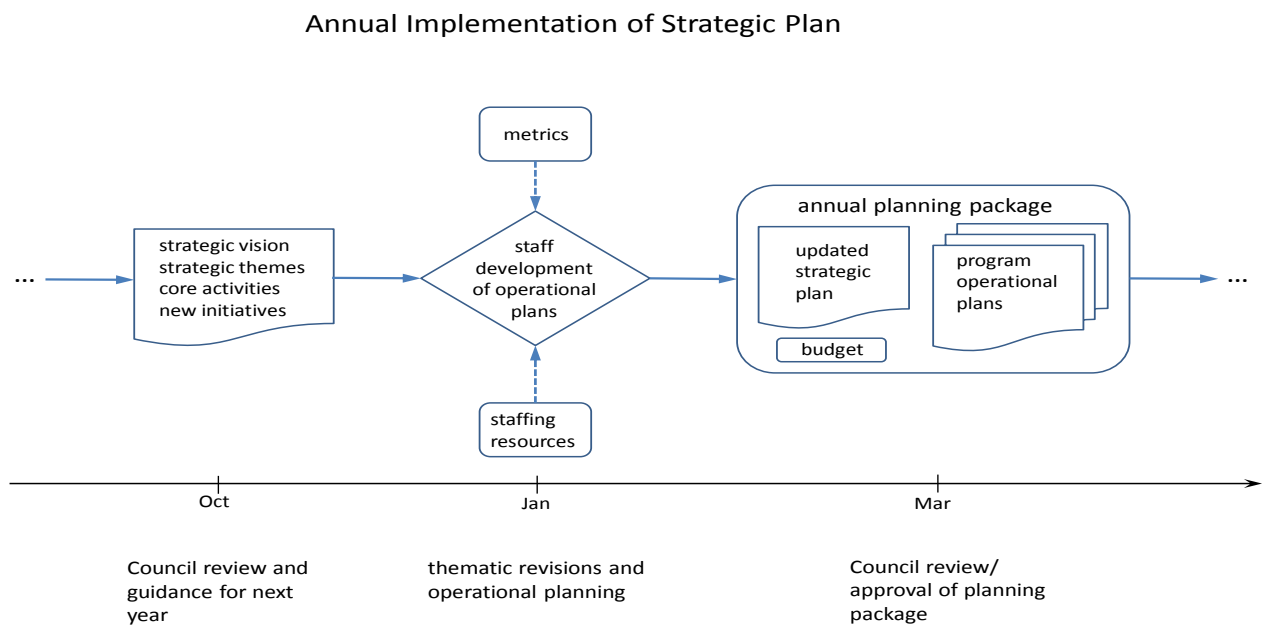 Annual Implementation of Strategic Plan
metrics
...
strategic vision
strategic themes
core activities
new initiatives
staff
development
of operational
plans
staffing
resources
annual planning package
updated
strategic
plan
budget
program
operational
plans
...
Oct
Jan
Mar
Council review and
guidance for next
year
thematic revisions and
operational planning
Council review/
approval of planning
package